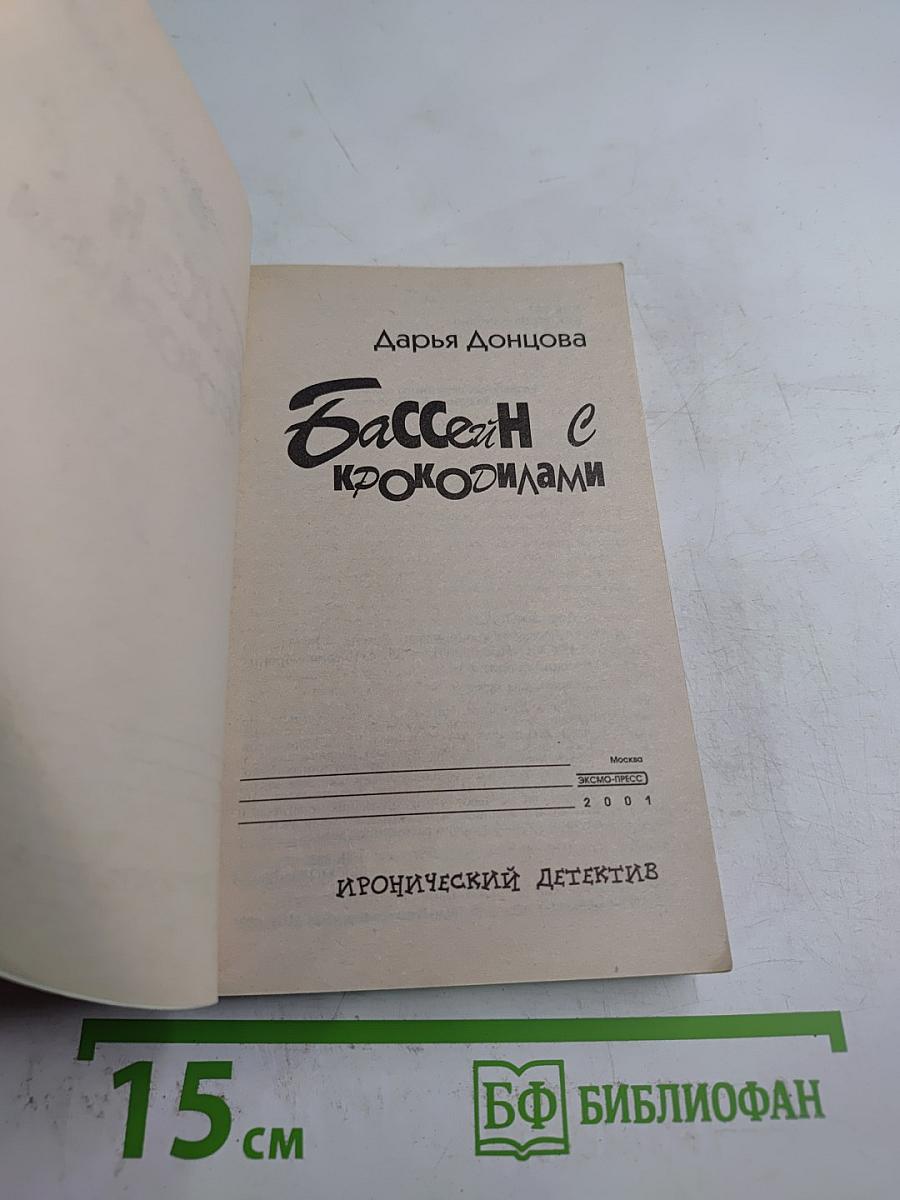 Дарья Донцова
Бассейн с
крокодилами
Москва
ЭКСМО-ПРЕСС
2001
ИРОНИЧЕСКИЙ ДЕТЕКТИВ
15 см
БФ БИБЛИОФАН